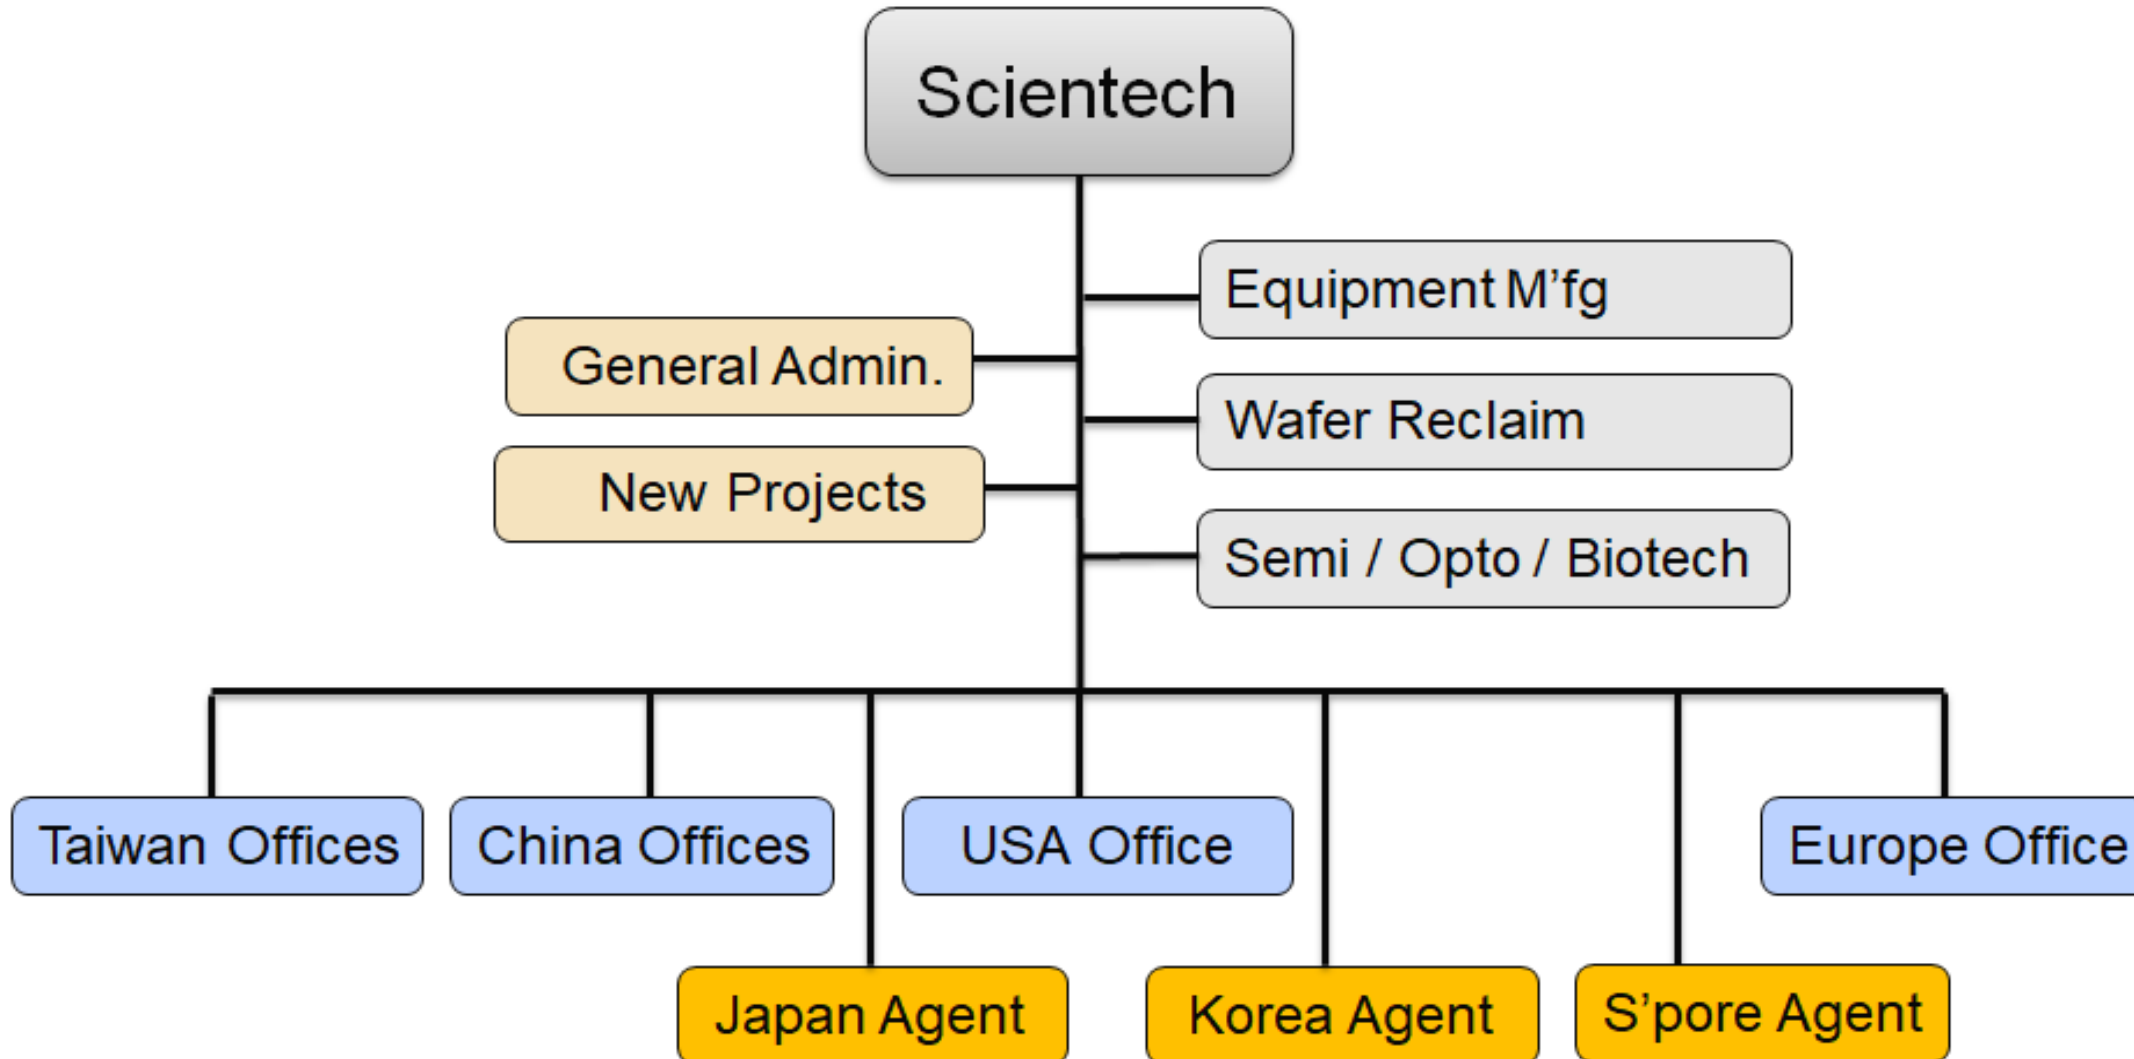 Scientech
Equipment M’fg
General Admin.
Wafer Reclaim
New Projects
Semi / Opto / Biotech
Taiwan Offices
China Offices
USA Office
Europe Office
Japan Agent
Korea Agent
S’pore Agent